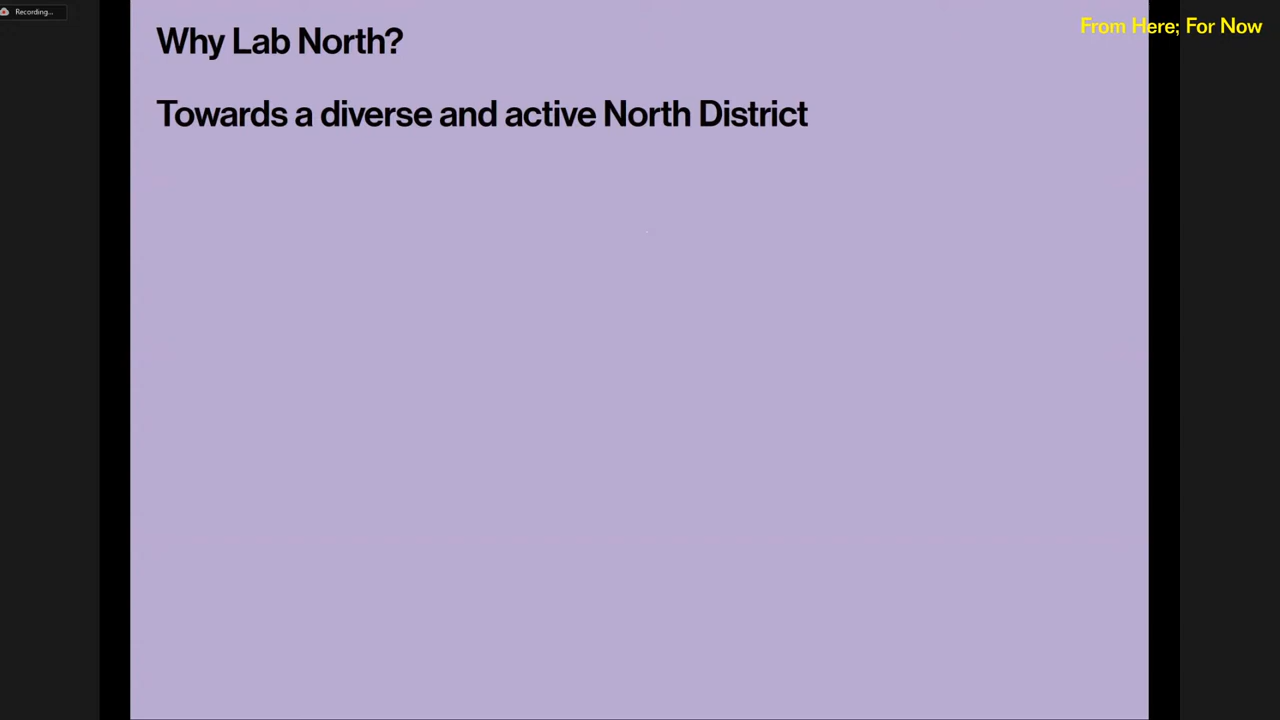 Recording...
From Here; For Now
Why Lab North?
Towards a diverse and active North District